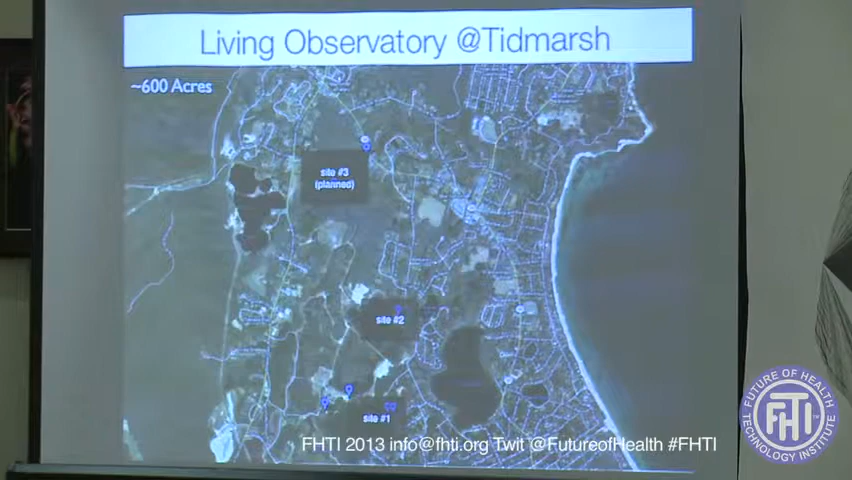 Living Observatory @Tidmarsh
~600 Acres
site #3
(planned)
site #2
site #1
FHTI 2013 info@fhti.org Twit @FutureofHealth #FHTI
FUTURE OF HEALTH
FHTI
TECHNOLOGY INSTITUTE